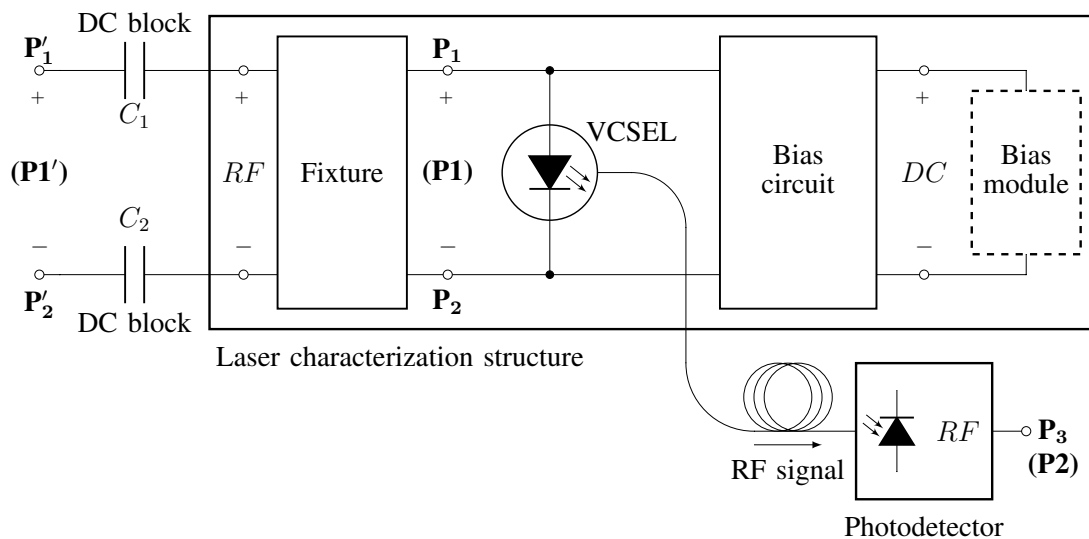 DC block
P′₁
P₁
+
C₁
+
+
+
VCSEL
(P1′)
RF
Fixture
(P1)
Bias
circuit
DC
Bias
module
C₂
−
−
−
−
P′₂
DC block
P₂
Laser characterization structure
RF
P₃
(P2)
RF signal
Photodetector